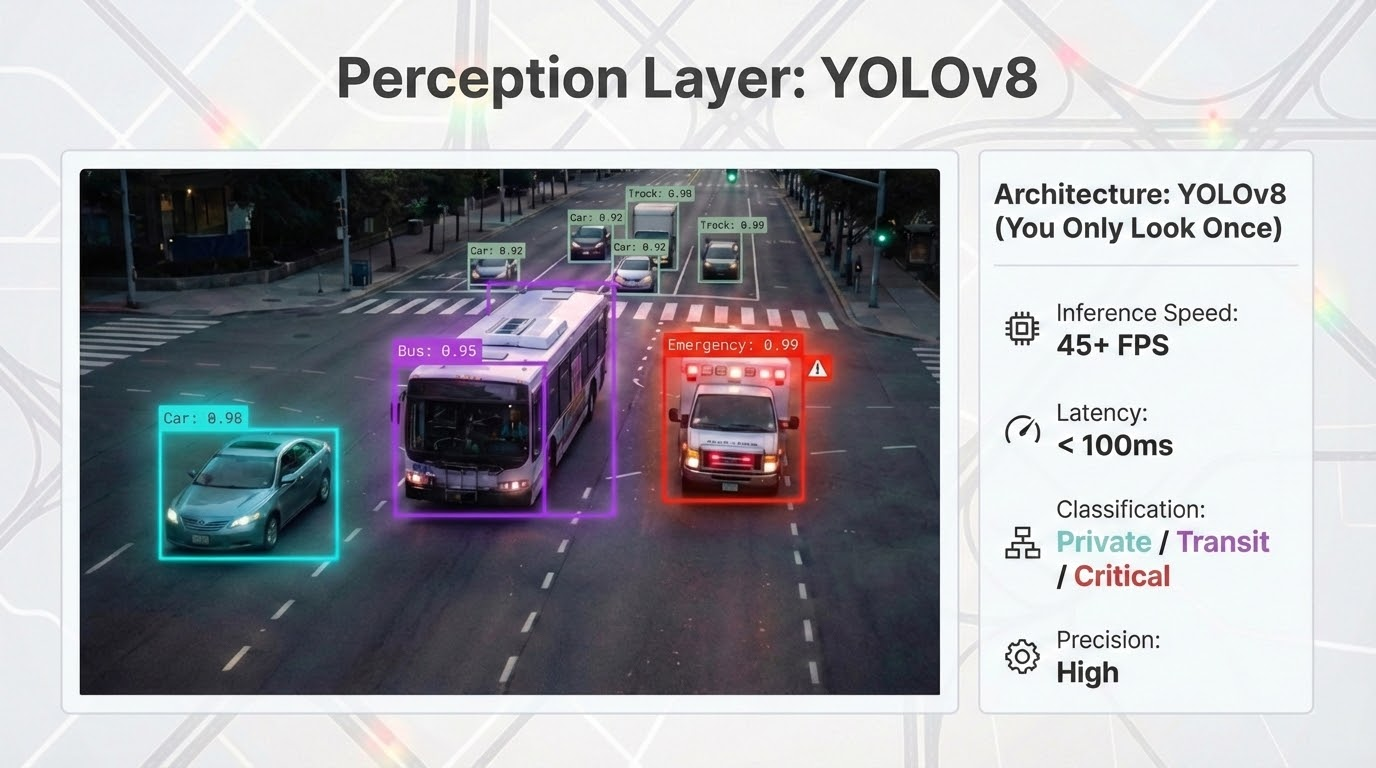 Perception Layer: YOLOv8
Trock: 6.98
Car: 0.92
Trock: 0.99
Car: 8.92
Car: 0.92
Emergency: 0.99
Bus: 0.95
Car: 0.98
Architecture: YOLOv8
(You Only Look Once)
Inference Speed:
45+ FPS
Latency:
< 100ms
Classification:
Private / Transit
/ Critical
Precision:
High